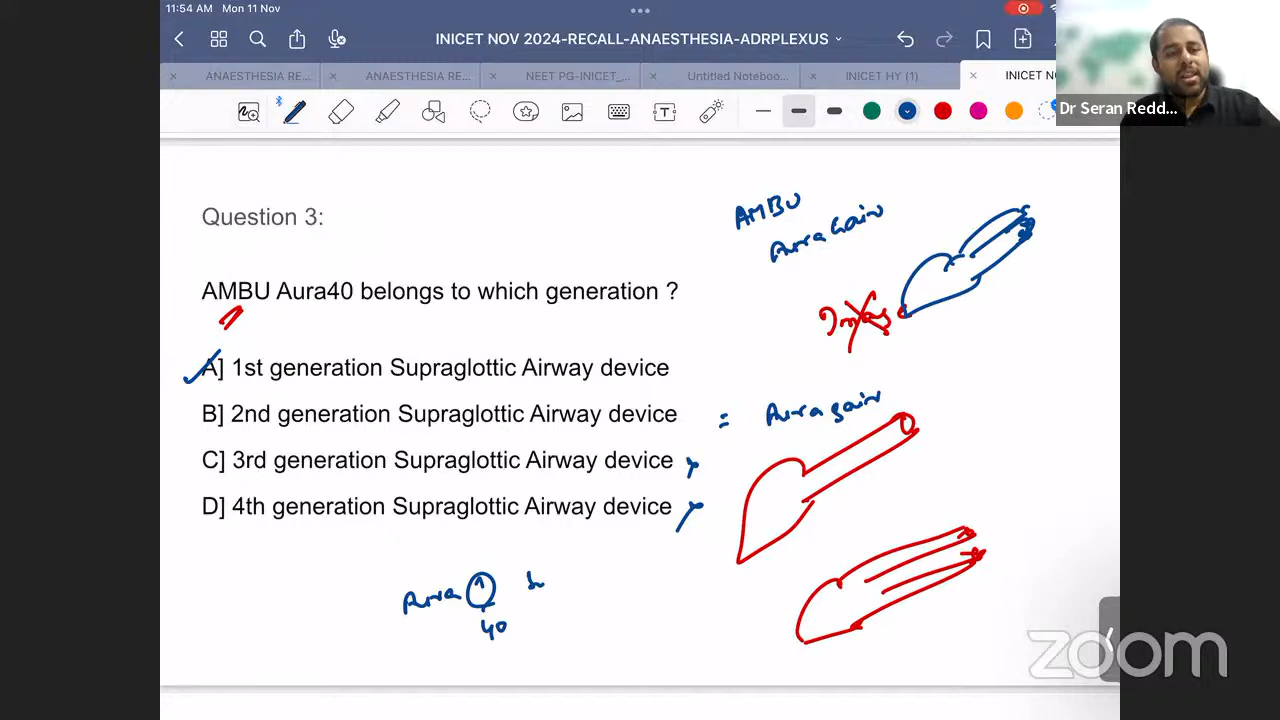 11:54 AM Mon 11 Nov
INICET NOV 2024-RECALL-ANAESTHESIA-ADRPLEXUS
ANAESTHESIA RE...
ANAESTHESIA RE...
NEET PG-INICET_...
Untitled Noteboo...
INICET HY (1)
INICET NO
Dr Seran Redd...
Question 3:
AMBU
Aura Gain
AMBU Aura40 belongs to which generation ?
A] 1st generation Supraglottic Airway device
B] 2nd generation Supraglottic Airway device
= Aura gain
C] 3rd generation Supraglottic Airway device
D] 4th generation Supraglottic Airway device
Aura
40
zoom